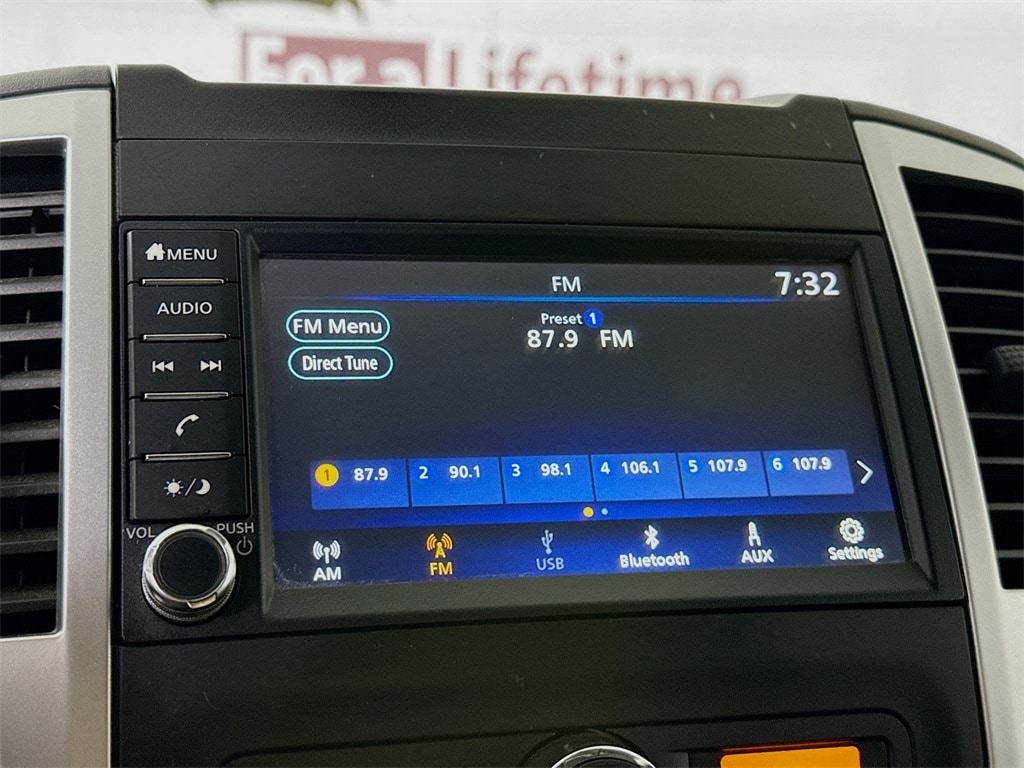 For a Lifetime
MENU
AUDIO
VOL
PUSH
FM
7:32
FM Menu
Direct Tune
Preset 1
87.9 FM
1 87.9 2 90.1 3 98.1 4 106.1 5 107.9 6 107.9
AM FM USB Bluetooth AUX Settings